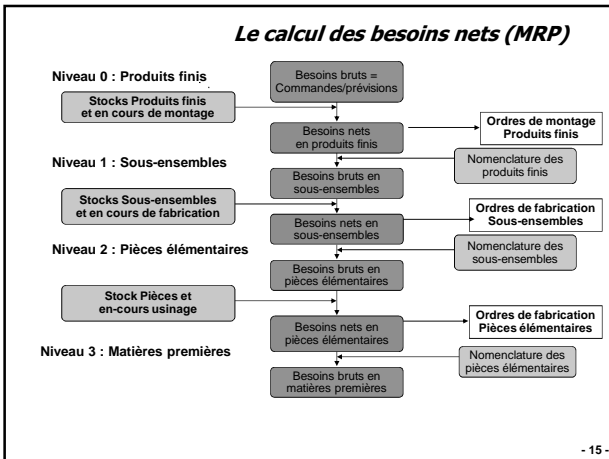 Le calcul des besoins nets (MRP)
Niveau 0 : Produits finis
Besoins bruts =
Commandes/prévisions
Stocks Produits finis
et en cours de montage
Besoins nets
en produits finis
Ordres de montage
Produits finis
Niveau 1 : Sous-ensembles
Nomenclature des
produits finis
Besoins bruts en
sous-ensembles
Stocks Sous-ensembles
et en cours de fabrication
Besoins nets en
sous-ensembles
Ordres de fabrication
Sous-ensembles
Niveau 2 : Pièces élémentaires
Nomenclature des
sous-ensembles
Besoins bruts en
pièces élémentaires
Stock Pièces et
en-cours usinage
Besoins nets en
pièces élémentaires
Ordres de fabrication
Pièces élémentaires
Niveau 3 : Matières premières
Nomenclature des
pièces élémentaires
Besoins bruts en
matières premières
- 15 -